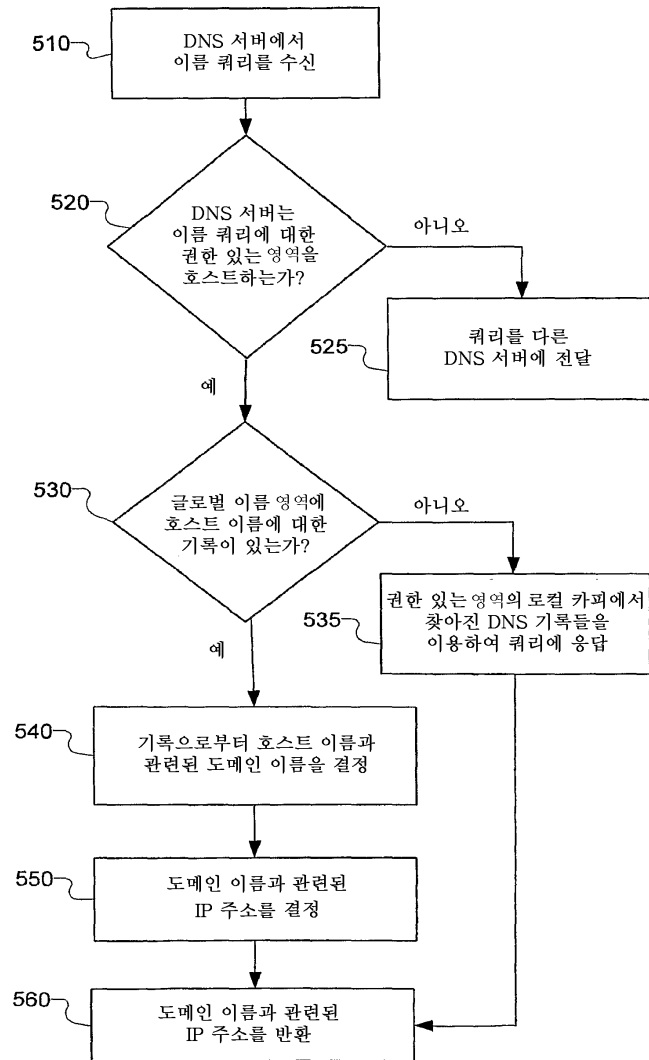 510
DNS 서버에서
이름 쿼리를 수신
520
DNS 서버는
이름 쿼리에 대한
권한 있는 영역을
호스트하는가?
아니오
525
쿼리를 다른
DNS 서버에 전달
예
530
글로벌 이름 영역에
호스트 이름에 대한
기록이 있는가?
아니오
535
권한 있는 영역의 로컬 카피에서
찾아진 DNS 기록들을
이용하여 쿼리에 응답
예
540
기록으로부터 호스트 이름과
관련된 도메인 이름을 결정
550
도메인 이름과 관련된
IP 주소를 결정
560
도메인 이름과 관련된
IP 주소를 반환